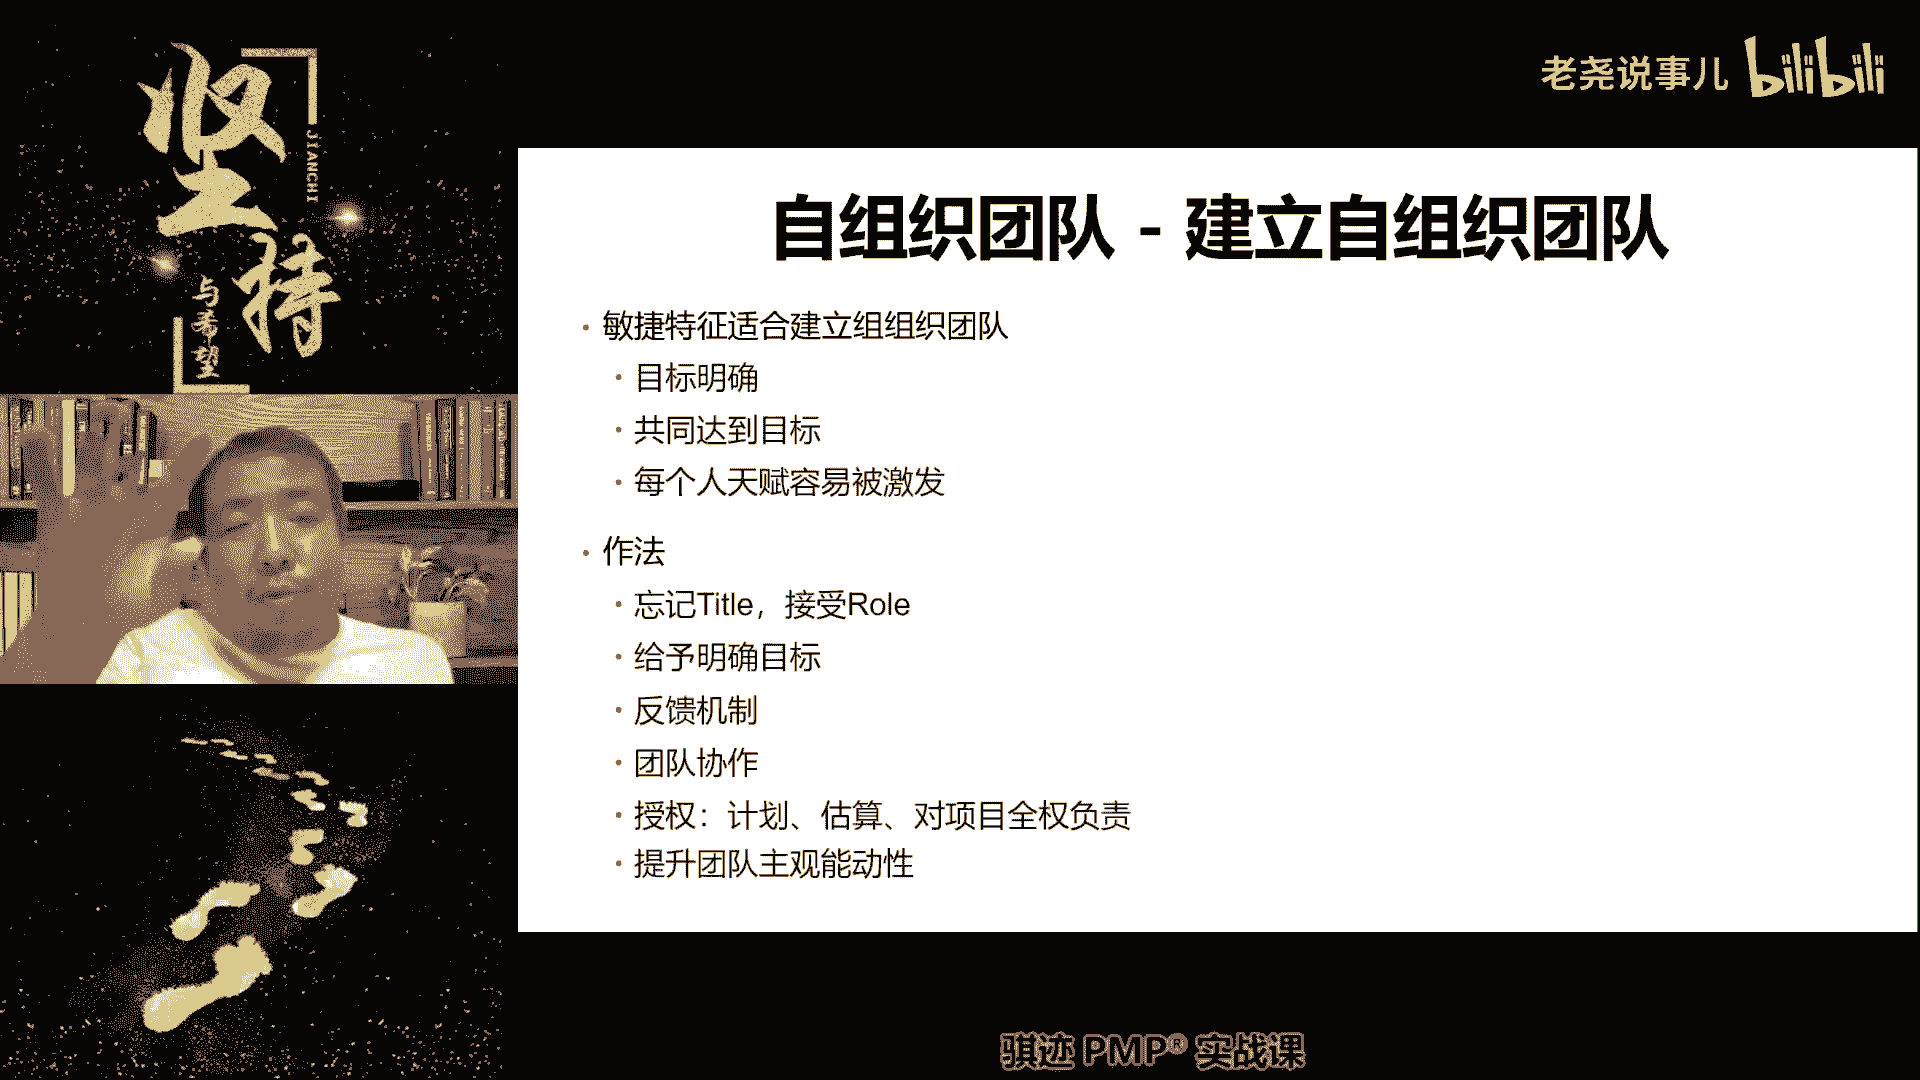 坚持
JIANCHI
与希望
老尧说事儿 bilibili
自组织团队 - 建立自组织团队
• 敏捷特征适合建立组组织团队
• 目标明确
• 共同达到目标
• 每个人天赋容易被激发
• 作法
• 忘记Title，接受Role
• 给予明确目标
• 反馈机制
• 团队协作
• 授权：计划、估算、对项目全权负责
• 提升团队主观能动性
骐迹 PMP® 实战课